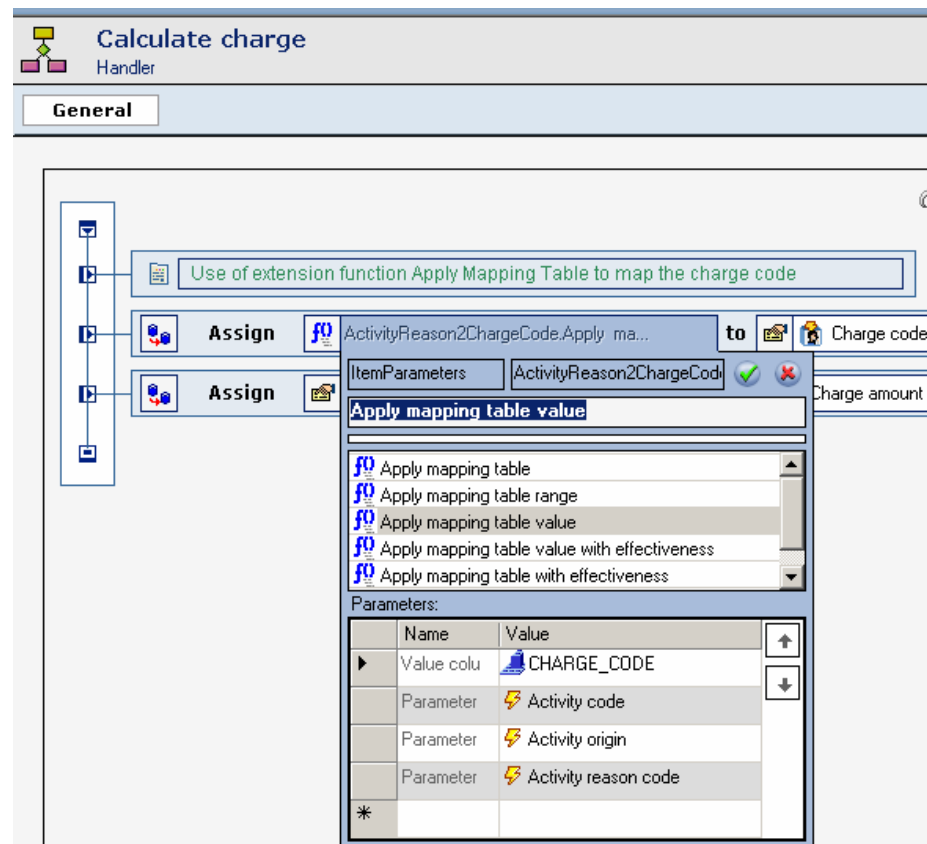 Calculate charge
Handler
General
Use of extension function Apply Mapping Table to map the charge code
Assign f() ActivityReason2ChargeCode.Apply ma... to Charge code
ItemParameters ActivityReason2ChargeCod
Assign Charge amount
Apply mapping table value
f() Apply mapping table
f() Apply mapping table range
f() Apply mapping table value
f() Apply mapping table value with effectiveness
f() Apply mapping table with effectiveness
Parameters:
Name Value
Value colu CHARGE_CODE
Parameter Activity code
Parameter Activity origin
Parameter Activity reason code
*